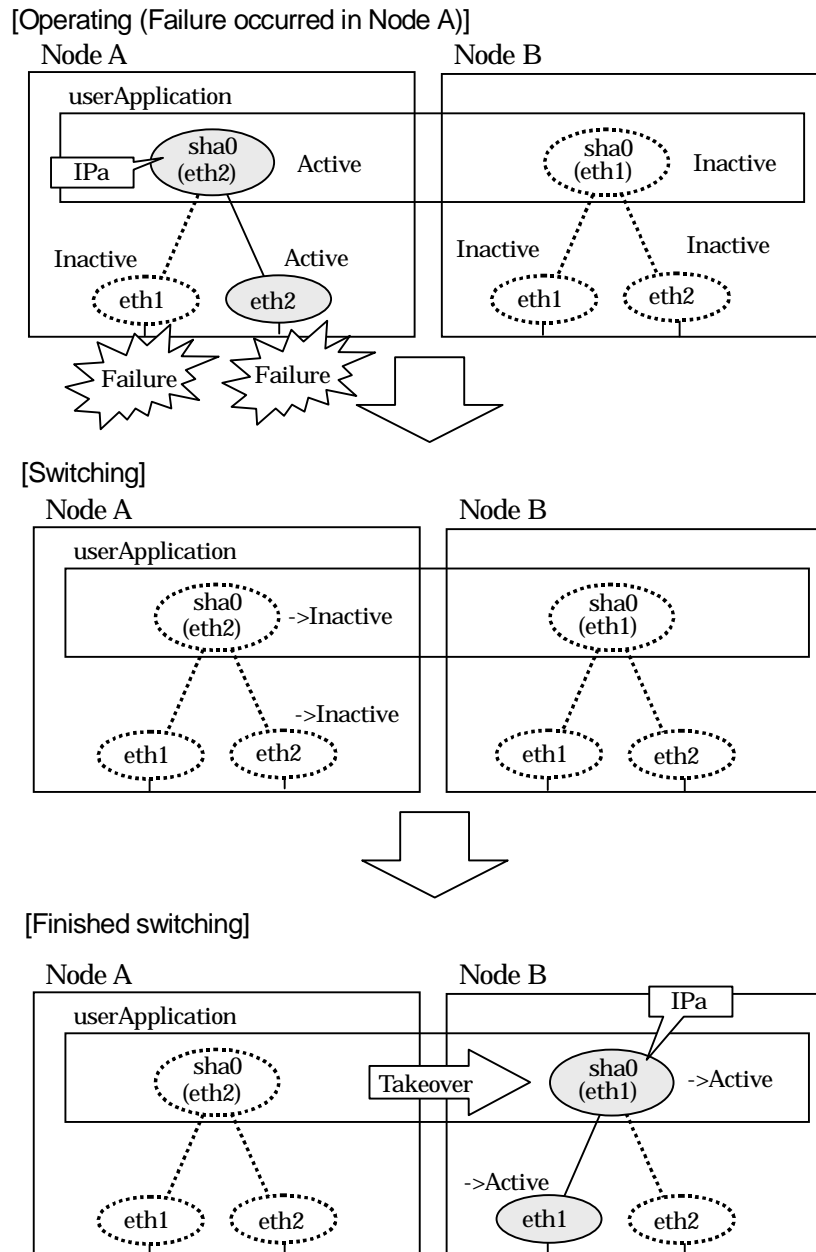 [Operating (Failure occurred in Node A)]
Node A
Node B
userApplication
sha0
(eth2)
IPa
Active
sha0
(eth1)
Inactive
Inactive
Active
Inactive
Inactive
eth1
eth2
eth1
eth2
Failure
Failure
[Switching]
Node A
Node B
userApplication
sha0
(eth2)
->Inactive
sha0
(eth1)
->Inactive
eth1
eth2
eth1
eth2
[Finished switching]
Node A
Node B
IPa
userApplication
sha0
(eth2)
Takeover
sha0
(eth1)
->Active
->Active
eth1
eth2
eth1
eth2